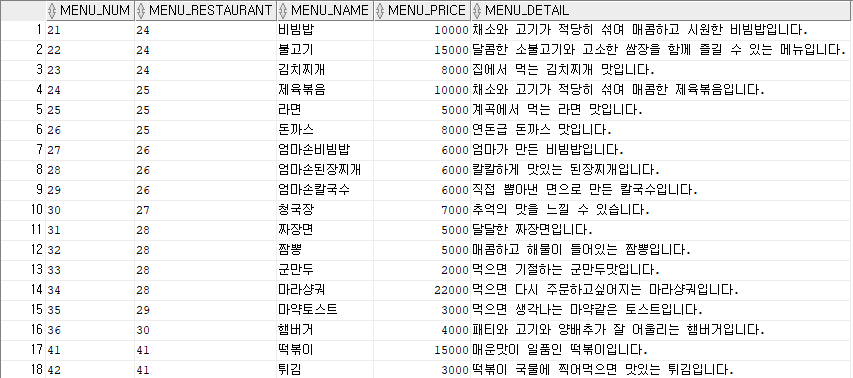 MENU_NUM MENU_RESTAURANT MENU_NAME MENU_PRICE MENU_DETAIL
1 21 24 비빔밥 10000 채소와 고기가 적당히 섞여 매콤하고 시원한 비빔밥입니다.
2 22 24 불고기 15000 달콤한 소불고기와 고소한 쌈장을 함께 즐길 수 있는 메뉴입니다.
3 23 24 김치찌개 8000 집에서 먹는 김치찌개 맛입니다.
4 24 25 제육볶음 10000 채소와 고기가 적당히 섞여 매콤한 제육볶음입니다.
5 25 25 라면 5000 계곡에서 먹는 라면 맛입니다.
6 26 25 돈까스 8000 연돈급 돈까스 맛입니다.
7 27 26 엄마손비빔밥 6000 엄마가 만든 비빔밥입니다.
8 28 26 엄마손된장찌개 6000 칼칼하게 맛있는 된장찌개입니다.
9 29 26 엄마손칼국수 6000 직접 뽑아낸 면으로 만든 칼국수입니다.
10 30 27 청국장 7000 추억의 맛을 느낄 수 있습니다.
11 31 28 짜장면 5000 달달한 짜장면입니다.
12 32 28 짬뽕 5000 매콤하고 해물이 들어있는 짬뽕입니다.
13 33 28 군만두 2000 먹으면 기절하는 군만두맛입니다.
14 34 28 마라샹궈 22000 먹으면 다시 주문하고싶어지는 마라샹궈입니다.
15 35 29 마약토스트 3000 먹으면 생각나는 마약같은 토스트입니다.
16 36 30 햄버거 4000 패티와 고기와 양배추가 잘 어울리는 햄버거입니다.
17 41 41 떡볶이 15000 매운맛이 일품인 떡볶이입니다.
18 42 41 튀김 3000 떡볶이 국물에 찍어먹으면 맛있는 튀김입니다.